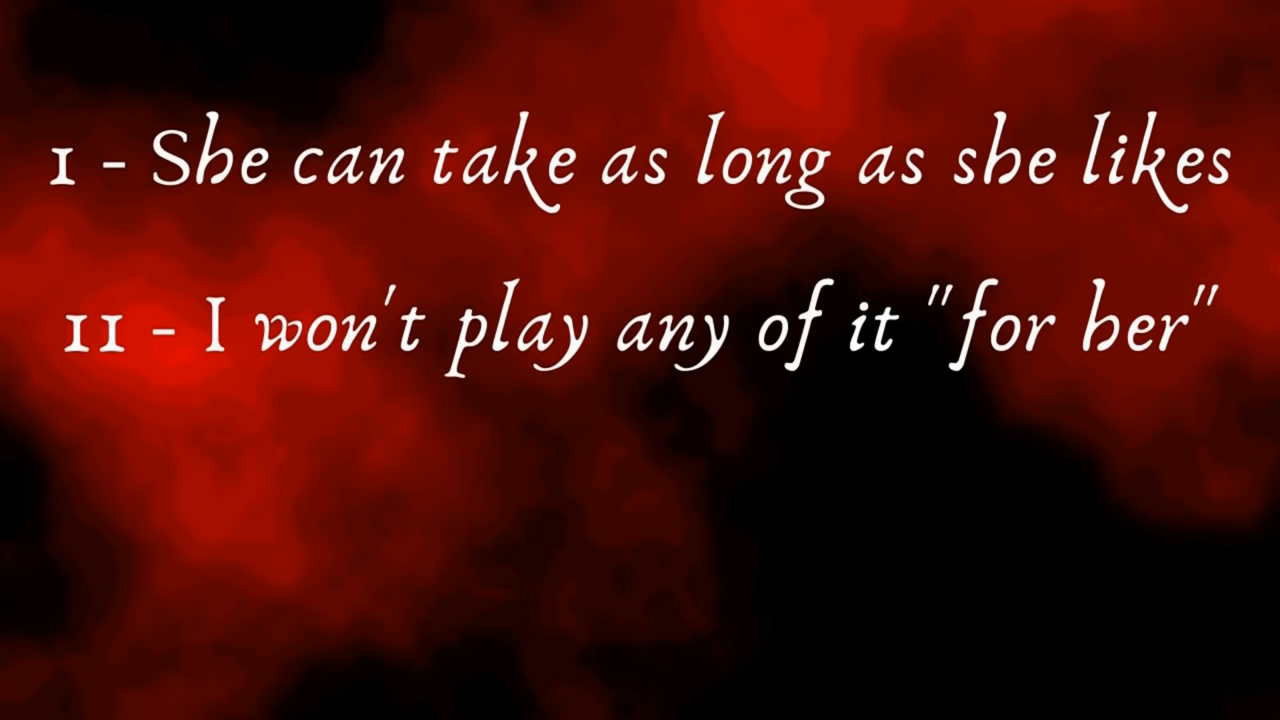 I - She can take as long as she likes
II - I won't play any of it "for her"